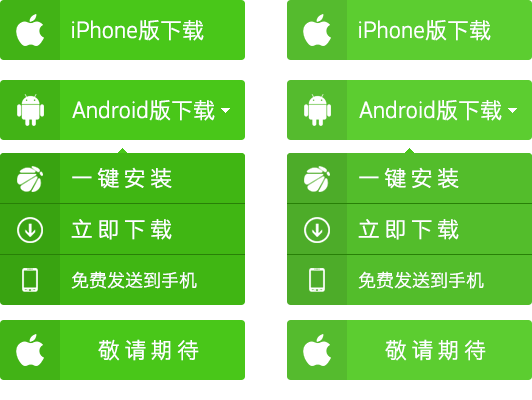 iPhone版下载
iPhone版下载
Android版下载
Android版下载
一键安装
一键安装
立即下载
立即下载
免费发送到手机
免费发送到手机
敬请期待
敬请期待